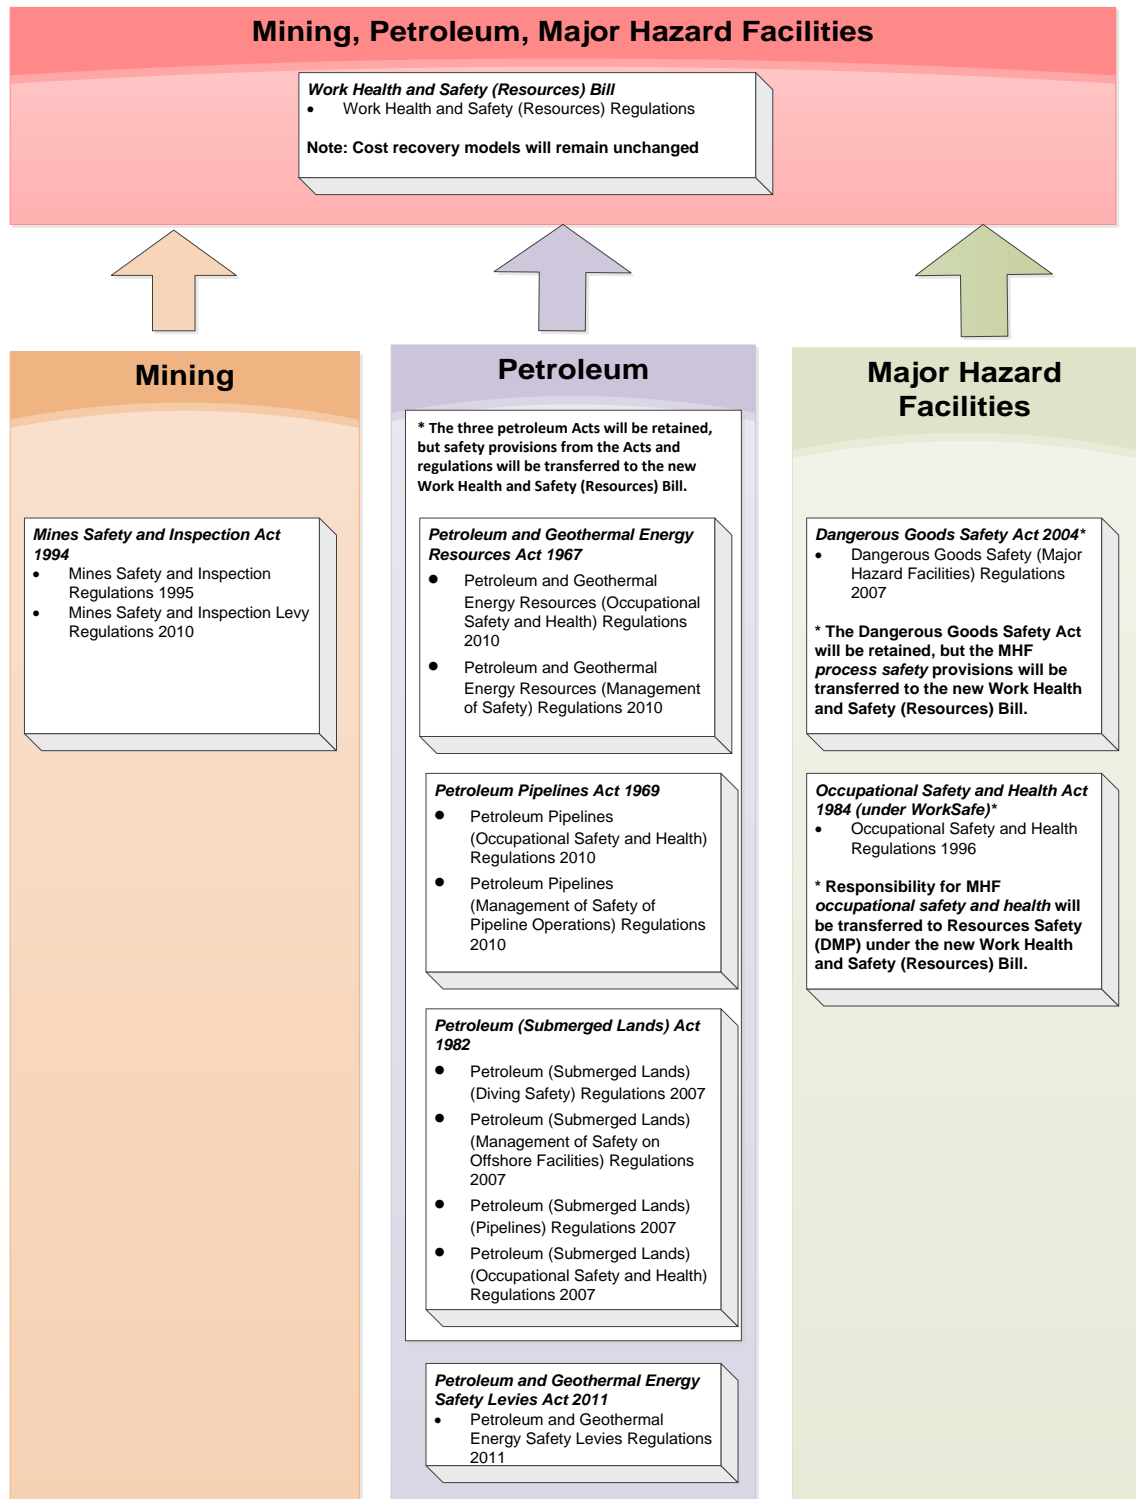 Mining, Petroleum, Major Hazard Facilities
Work Health and Safety (Resources) Bill
• Work Health and Safety (Resources) Regulations
Note: Cost recovery models will remain unchanged
Mining
Mines Safety and Inspection Act
1994
• Mines Safety and Inspection
Regulations 1995
• Mines Safety and Inspection Levy
Regulations 2010
Petroleum
* The three petroleum Acts will be retained,
but safety provisions from the Acts and
regulations will be transferred to the new
Work Health and Safety (Resources) Bill.
Petroleum and Geothermal Energy
Resources Act 1967
• Petroleum and Geothermal
Energy Resources (Occupational
Safety and Health) Regulations
2010
• Petroleum and Geothermal
Energy Resources (Management
of Safety) Regulations 2010
Petroleum Pipelines Act 1969
• Petroleum Pipelines
(Occupational Safety and Health)
Regulations 2010
• Petroleum Pipelines
(Management of Safety of
Pipeline Operations) Regulations
2010
Petroleum (Submerged Lands) Act
1982
• Petroleum (Submerged Lands)
(Diving Safety) Regulations 2007
• Petroleum (Submerged Lands)
(Management of Safety on
Offshore Facilities) Regulations
2007
• Petroleum (Submerged Lands)
(Pipelines) Regulations 2007
• Petroleum (Submerged Lands)
(Occupational Safety and Health)
Regulations 2007
Petroleum and Geothermal Energy
Safety Levies Act 2011
• Petroleum and Geothermal
Energy Safety Levies Regulations
2011
Major Hazard
Facilities
Dangerous Goods Safety Act 2004*
• Dangerous Goods Safety (Major
Hazard Facilities) Regulations
2007
* The Dangerous Goods Safety Act
will be retained, but the MHF
process safety provisions will be
transferred to the new Work Health
and Safety (Resources) Bill.
Occupational Safety and Health Act
1984 (under WorkSafe)*
• Occupational Safety and Health
Regulations 1996
* Responsibility for MHF
occupational safety and health will
be transferred to Resources Safety
(DMP) under the new Work Health
and Safety (Resources) Bill.